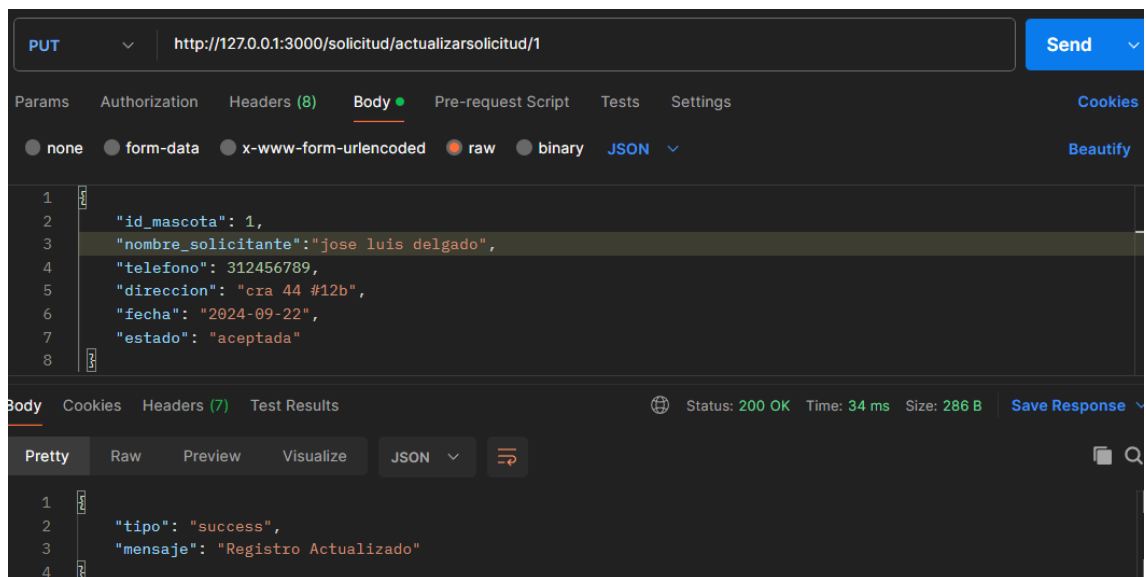 PUT http://127.0.0.1:3000/solicitud/actualizarsolicitud/1 Send
Params Authorization Headers (8) Body Pre-request Script Tests Settings Cookies
none form-data x-www-form-urlencoded raw binary JSON Beautify
1 {
2 "id_mascota": 1,
3 "nombre_solicitante":"jose luis delgado",
4 "telefono": 312456789,
5 "direccion": "cra 44 #12b",
6 "fecha": "2024-09-22",
7 "estado": "aceptada"
8 }
Body Cookies Headers (7) Test Results Status: 200 OK Time: 34 ms Size: 286 B Save Response
Pretty Raw Preview Visualize JSON
1 {
2 "tipo": "success",
3 "mensaje": "Registro Actualizado"
4 }